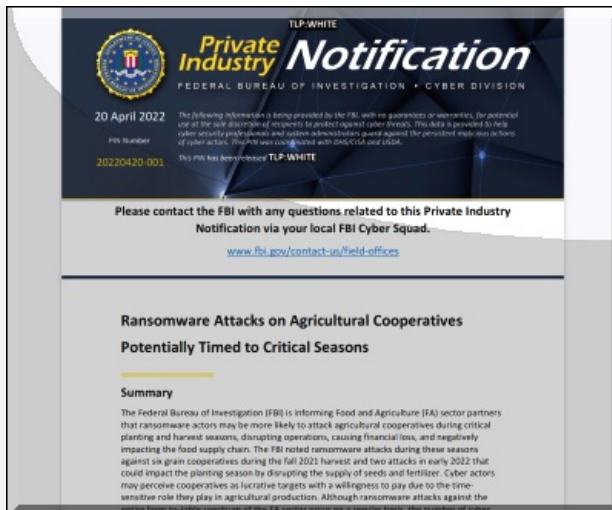 TLP:WHITE
Private
Industry
Notification
FEDERAL BUREAU OF INVESTIGATION • CYBER DIVISION
20 April 2022
PIN Number
20220420-001
The following information is being provided by the FBI, with no guarantees or warranties, for potential
use at the sole discretion of recipients to protect against cyber threats. This data is provided to help
cyber security professionals and system administrators guard against the persistent malicious actions
of cyber actors. This PIN was coordinated with DHS/CISA and USDA.
This PIN has been released TLP:WHITE
Please contact the FBI with any questions related to this Private Industry
Notification via your local FBI Cyber Squad.
www.fbi.gov/contact-us/field-offices
Ransomware Attacks on Agricultural Cooperatives
Potentially Timed to Critical Seasons
Summary
The Federal Bureau of Investigation (FBI) is informing Food and Agriculture (FA) sector partners
that ransomware actors may be more likely to attack agricultural cooperatives during critical
planting and harvest seasons, disrupting operations, causing financial loss, and negatively
impacting the food supply chain. The FBI noted ransomware attacks during these seasons
against six grain cooperatives during the fall 2021 harvest and two attacks in early 2022 that
could impact the planting season by disrupting the supply of seeds and fertilizer. Cyber actors
may perceive cooperatives as lucrative targets with a willingness to pay due to the time-
sensitive role they play in agricultural production. Although ransomware attacks against the